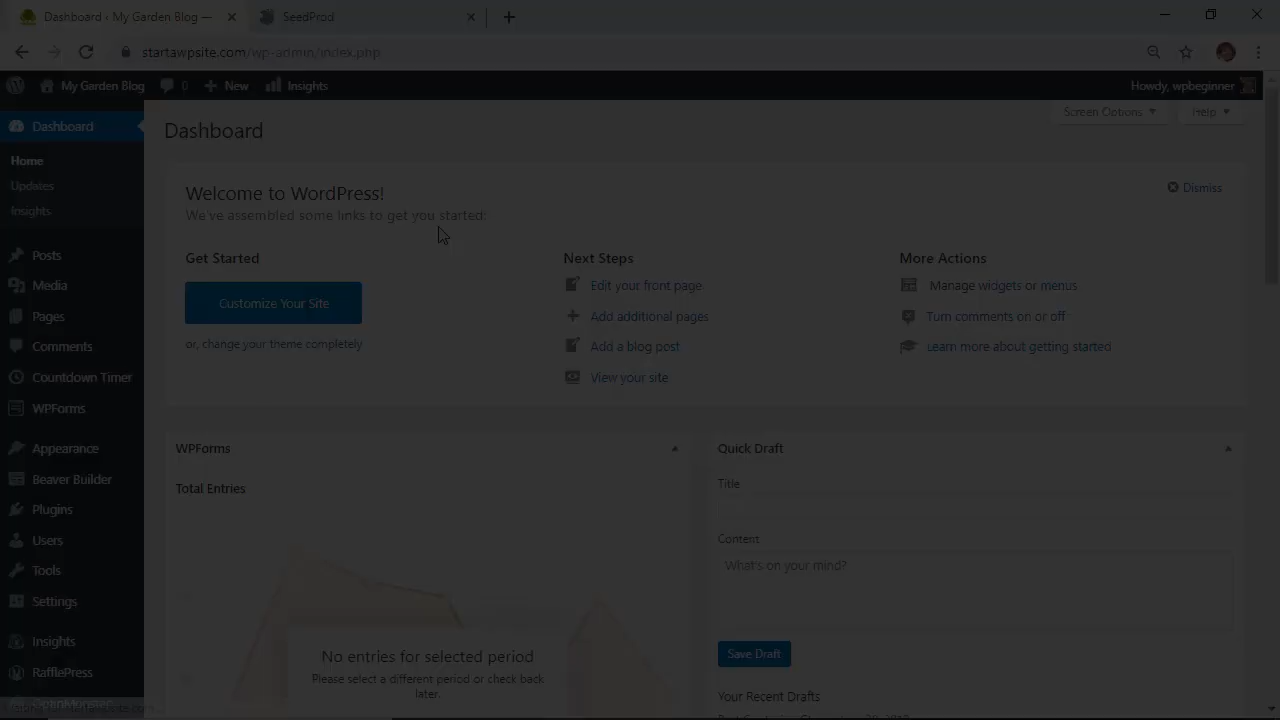 Dashboard ‹ My Garden Blog —
SeedProd
startawpsite.com/wp-admin/index.php
My Garden Blog
0
New
Insights
Howdy, wpbeginner
Dashboard
Home
Updates
Insights
Posts
Media
Pages
Comments
Countdown Timer
WPForms
Appearance
Beaver Builder
Plugins
Users
Tools
Settings
Insights
RafflePress
OptinMonster
Screen Options
Help
Dashboard
Welcome to WordPress!
We've assembled some links to get you started:
Dismiss
Get Started
Customize Your Site
or, change your theme completely
Next Steps
Edit your front page
Add additional pages
Add a blog post
View your site
More Actions
Manage widgets or menus
Turn comments on or off
Learn more about getting started
WPForms
Total Entries
No entries for selected period
Please select a different period or check back
later.
Quick Draft
Title
Content
What's on your mind?
Save Draft
Your Recent Drafts